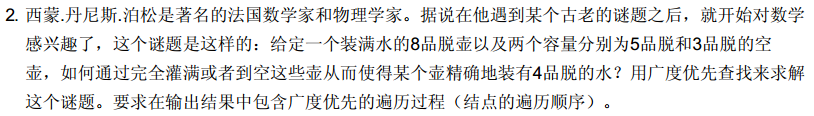 2. 西蒙.丹尼斯.泊松是著名的法国数学家和物理学家。据说在他遇到某个古老的谜题之后，就开始对数学
感兴趣了，这个谜题是这样的：给定一个装满水的8品脱壶以及两个容量分别为5品脱和3品脱的空
壶，如何通过完全灌满或者到空这些壶从而使得某个壶精确地装有4品脱的水？用广度优先查找来求解
这个谜题。要求在输出结果中包含广度优先的遍历过程（结点的遍历顺序）。